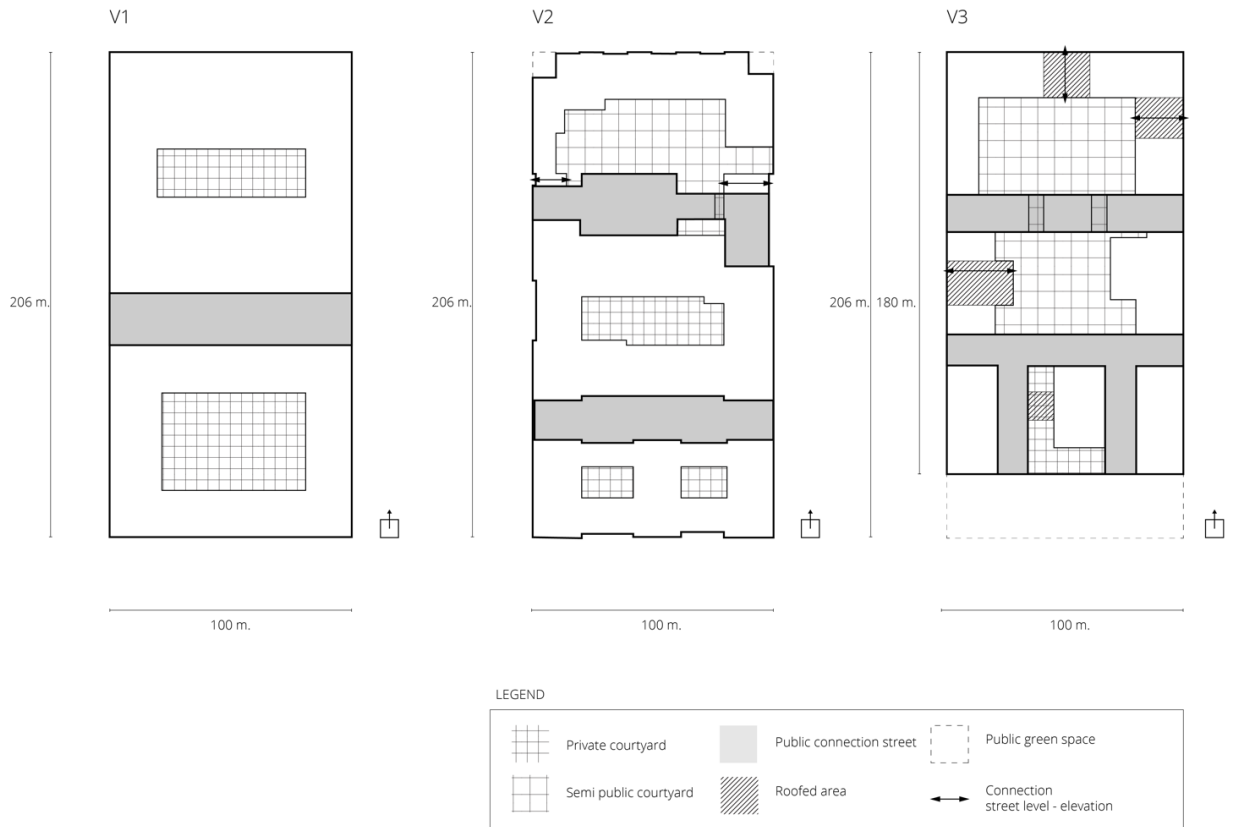 V1
V2
V3
206 m.
206 m.
206 m.
180 m.
100 m.
100 m.
100 m.
LEGEND
Private courtyard
Public connection street
Public green space
Semi public courtyard
Roofed area
Connection
street level - elevation